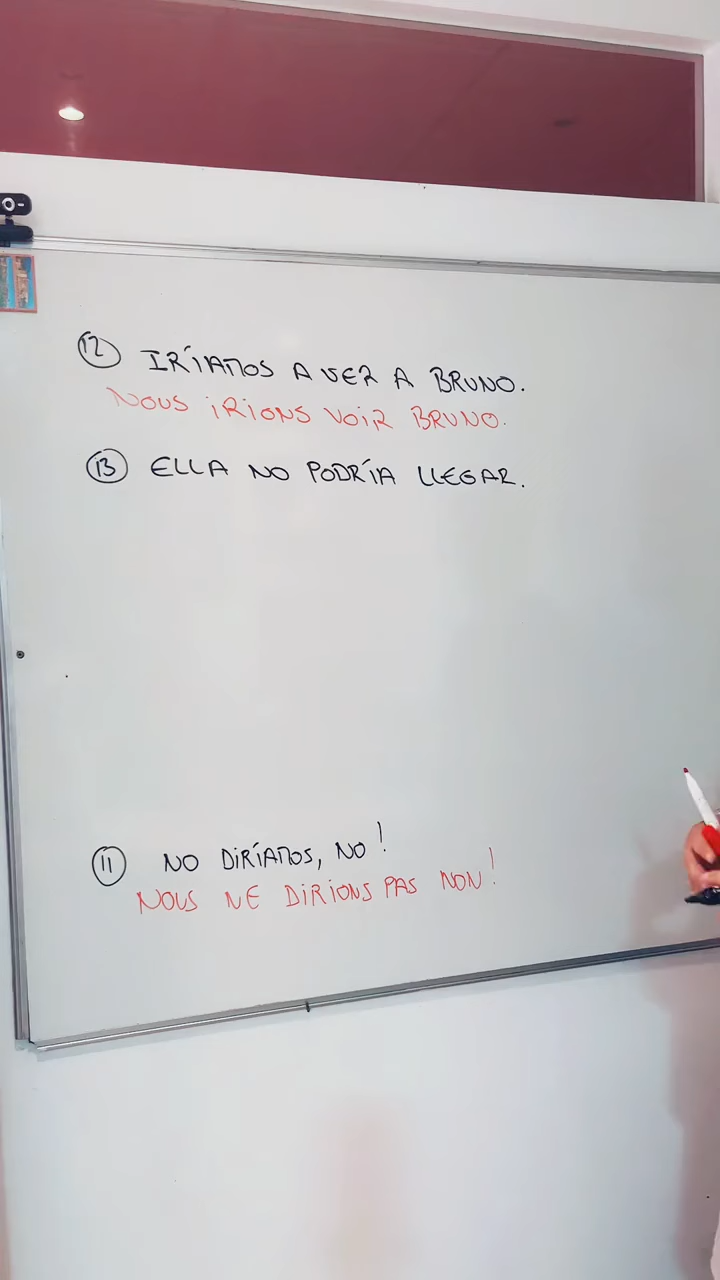 12 IRÍAMOS A VER A BRUNO.
NOUS iRiONS VOIR BRUNO.
13 ELLA NO PODRÍA LLEGAR.
11 NO DIRÍAMOS, NO!
NOUS NE DIRIONS PAS NON!